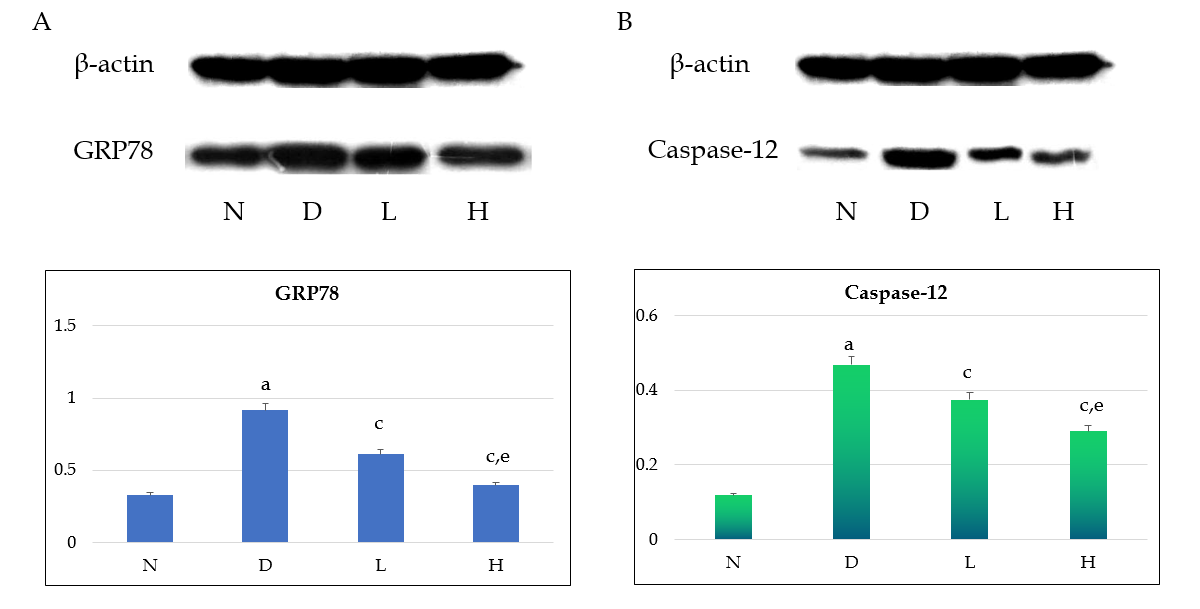 A
β-actin
GRP78
N D L H
GRP78
1.5
1
0.5
0
a
c
c,e
N D L H
B
β-actin
Caspase-12
N D L H
Caspase-12
0.6
0.4
0.2
0
a
c
c,e
N D L H